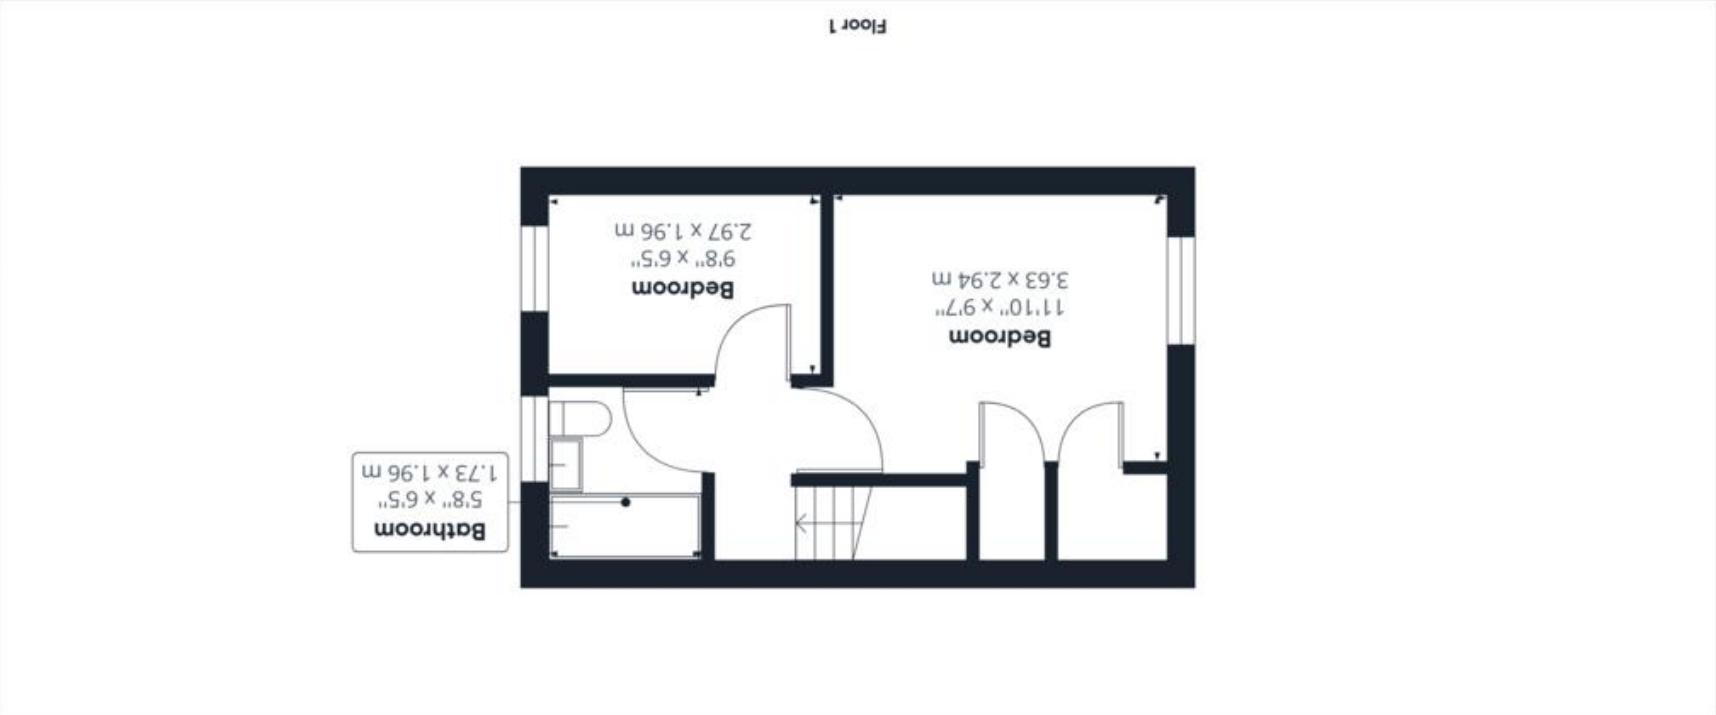 Bathroom
5'8" x 6'5"
1.73 x 1.96 m
Bedroom
11'10" x 9'7"
3.63 x 2.94 m
Bedroom
9'8" x 6'5"
2.97 x 1.96 m
Floor 1